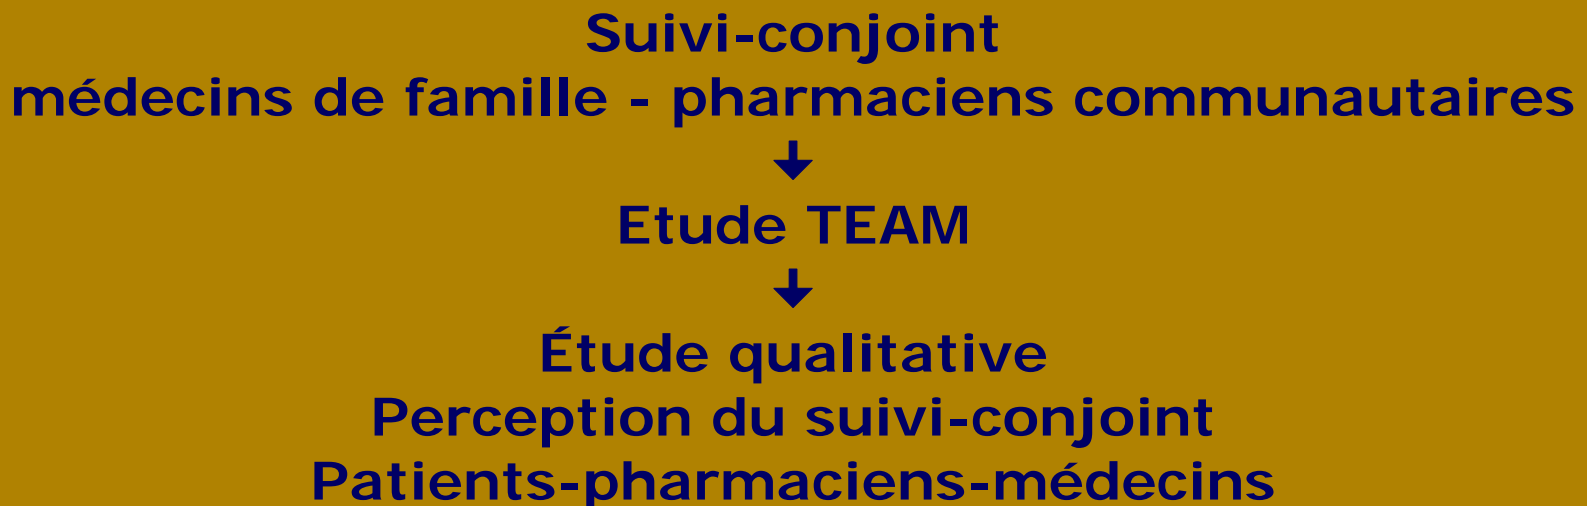 Suivi-conjoint
médecins de famille - pharmaciens communautaires
Etude TEAM
Étude qualitative
Perception du suivi-conjoint
Patients-pharmaciens-médecins